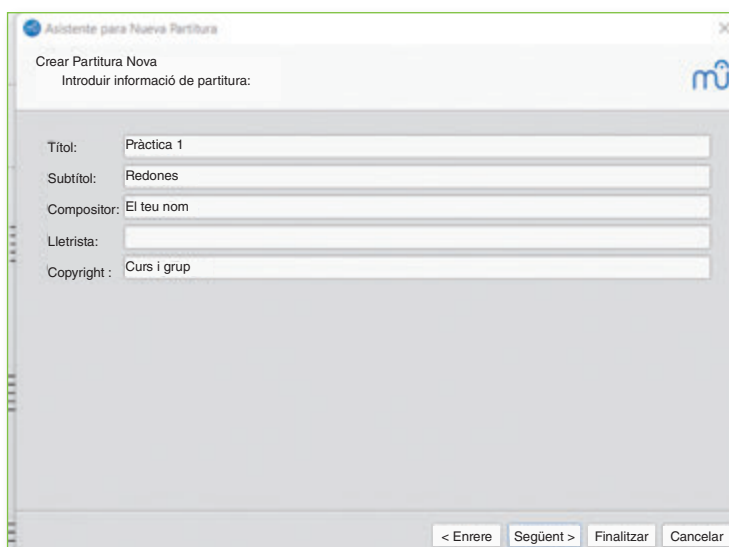 Asistente para Nueva Partitura
Crear Partitura Nova
Introduir informació de partitura:
Títol: Pràctica 1
Subtítol: Redones
Compositor: El teu nom
Lletrista:
Copyright : Curs i grup
< Enrere Següent > Finalitzar Cancelar